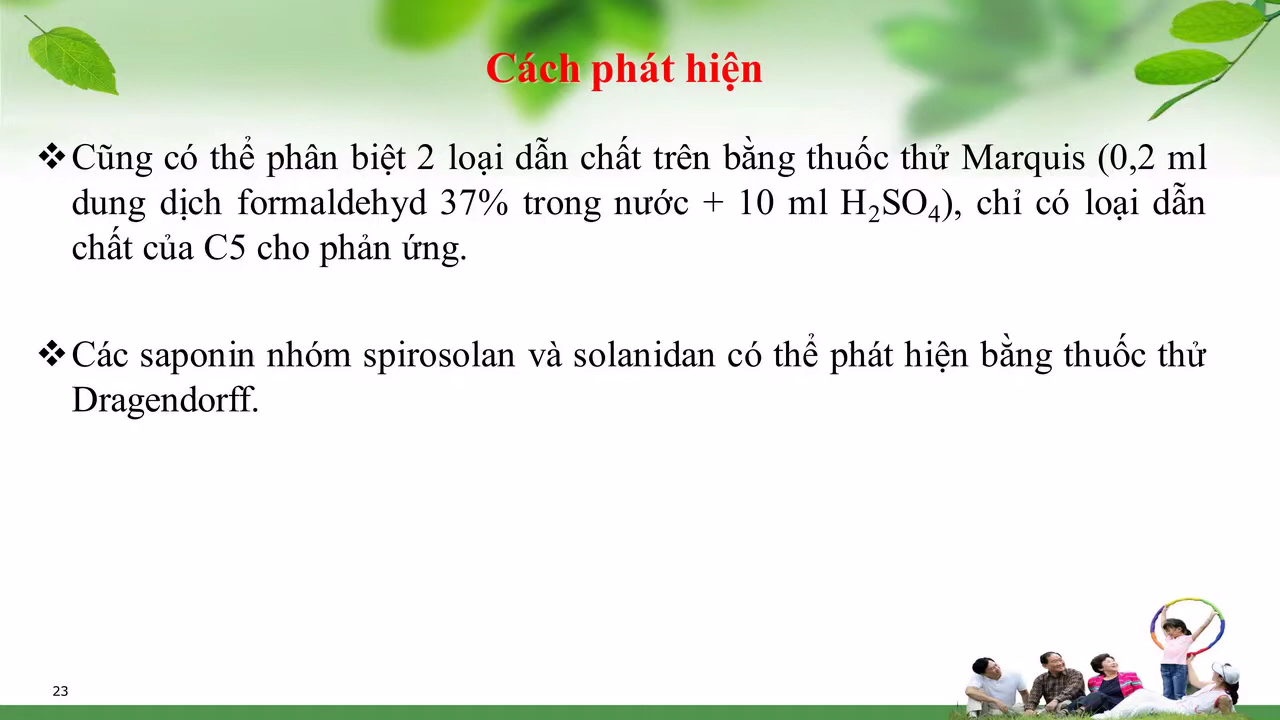 Cách phát hiện
❖Cũng có thể phân biệt 2 loại dẫn chất trên bằng thuốc thử Marquis (0,2 ml
dung dịch formaldehyd 37% trong nước + 10 ml H₂SO₄), chỉ có loại dẫn
chất của C5 cho phản ứng.
❖Các saponin nhóm spirosolan và solanidan có thể phát hiện bằng thuốc thử
Dragendorff.
23